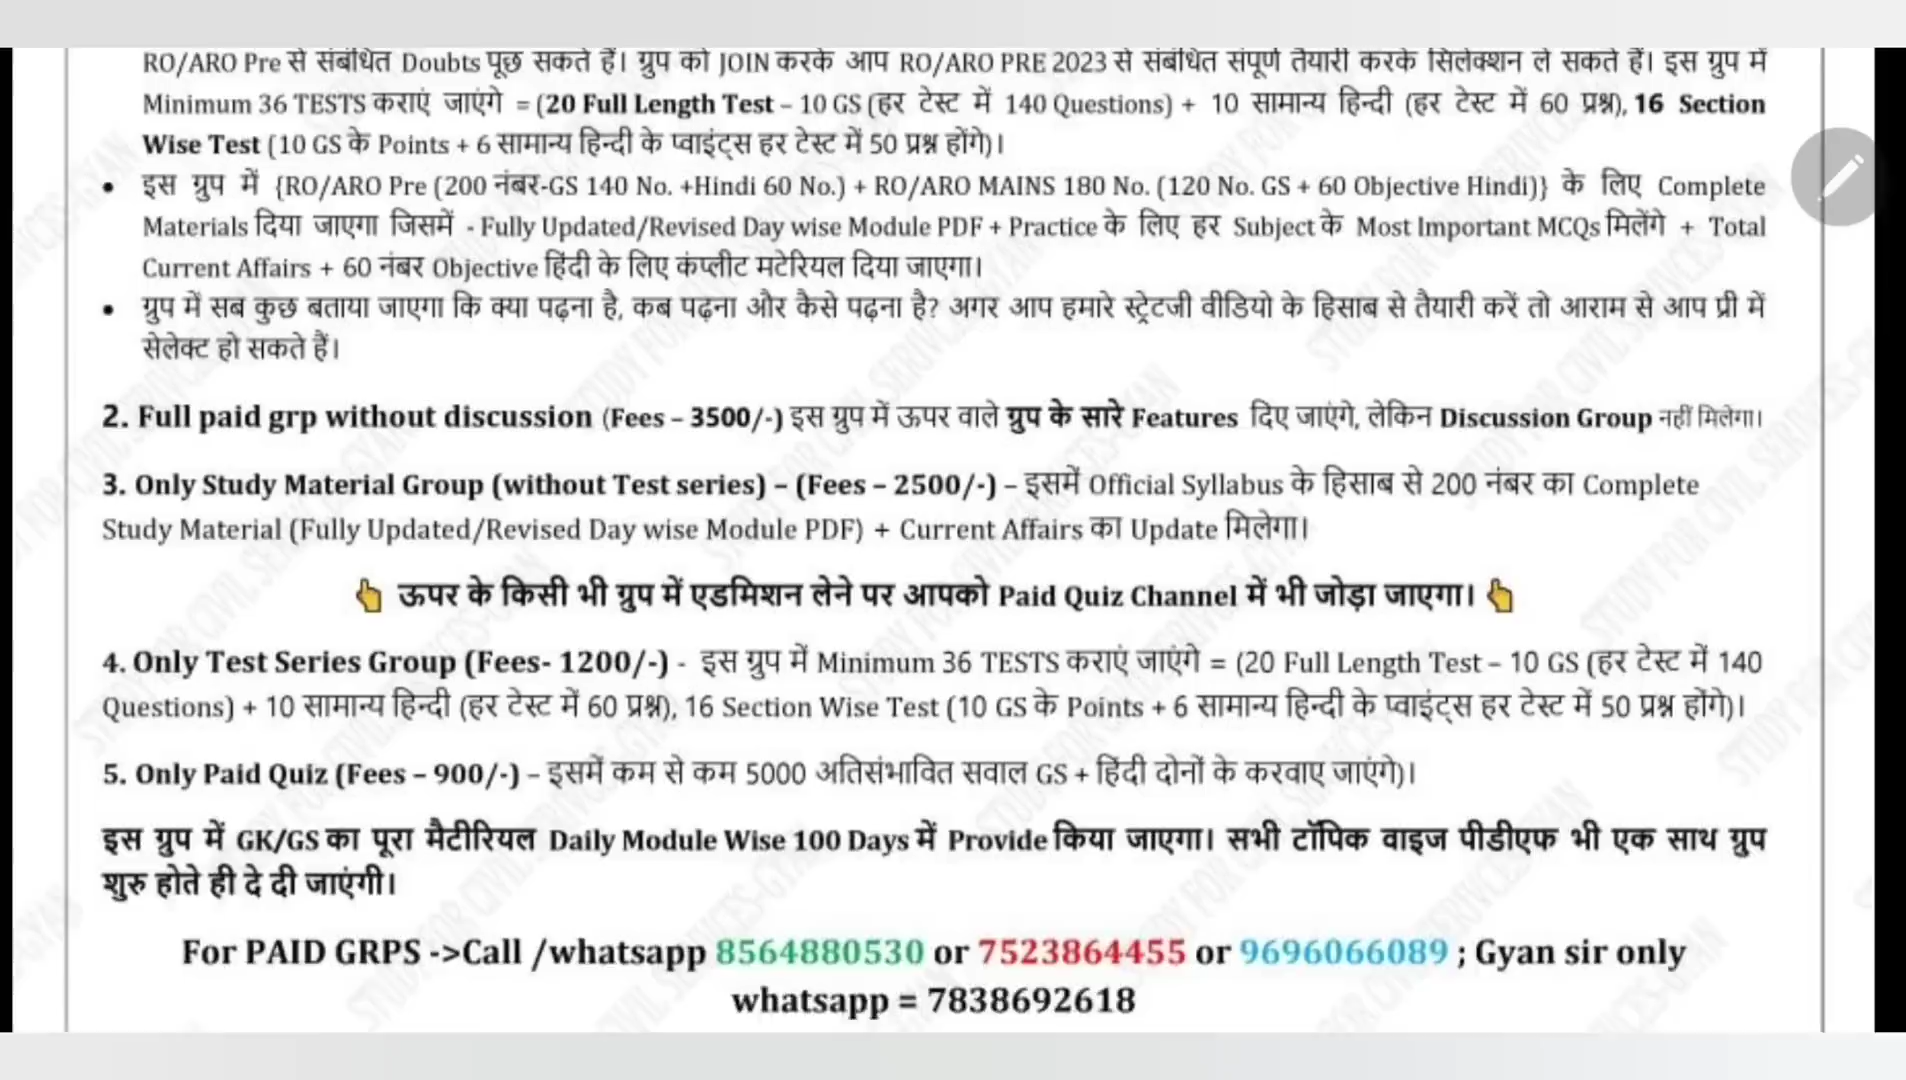 RO/ARO Pre से संबंधित Doubts पूछ सकते हैं। ग्रुप को JOIN करके आप RO/ARO PRE 2023 से संबंधित संपूर्ण तैयारी करके सिलेक्शन ले सकते हैं। इस ग्रुप में
Minimum 36 TESTS कराएं जाएंगे = (20 Full Length Test – 10 GS (हर टेस्ट में 140 Questions) + 10 सामान्य हिन्दी (हर टेस्ट में 60 प्रश्न), 16 Section
Wise Test (10 GS के Points + 6 सामान्य हिन्दी के प्वाइंट्स हर टेस्ट में 50 प्रश्न होंगे)।
• इस ग्रुप में {RO/ARO Pre (200 नंबर-GS 140 No. +Hindi 60 No.) + RO/ARO MAINS 180 No. (120 No. GS + 60 Objective Hindi)} के लिए Complete
Materials दिया जाएगा जिसमें - Fully Updated/Revised Day wise Module PDF + Practice के लिए हर Subject के Most Important MCQs मिलेंगे + Total
Current Affairs + 60 नंबर Objective हिंदी के लिए कंप्लीट मटेरियल दिया जाएगा।
• ग्रुप में सब कुछ बताया जाएगा कि क्या पढ़ना है, कब पढ़ना और कैसे पढ़ना है? अगर आप हमारे स्ट्रेटजी वीडियो के हिसाब से तैयारी करें तो आराम से आप प्री में
सेलेक्ट हो सकते हैं।
2. Full paid grp without discussion (Fees – 3500/-) इस ग्रुप में ऊपर वाले ग्रुप के सारे Features दिए जाएंगे, लेकिन Discussion Group नहीं मिलेगा।
3. Only Study Material Group (without Test series) – (Fees – 2500/-) – इसमें Official Syllabus के हिसाब से 200 नंबर का Complete
Study Material (Fully Updated/Revised Day wise Module PDF) + Current Affairs का Update मिलेगा।
👆 ऊपर के किसी भी ग्रुप में एडमिशन लेने पर आपको Paid Quiz Channel में भी जोड़ा जाएगा। 👆
4. Only Test Series Group (Fees- 1200/-) - इस ग्रुप में Minimum 36 TESTS कराएं जाएंगे = (20 Full Length Test – 10 GS (हर टेस्ट में 140
Questions) + 10 सामान्य हिन्दी (हर टेस्ट में 60 प्रश्न), 16 Section Wise Test (10 GS के Points + 6 सामान्य हिन्दी के प्वाइंट्स हर टेस्ट में 50 प्रश्न होंगे)।
5. Only Paid Quiz (Fees – 900/-) – इसमें कम से कम 5000 अतिसंभावित सवाल GS + हिंदी दोनों के करवाए जाएंगे)।
इस ग्रुप में GK/GS का पूरा मैटीरियल Daily Module Wise 100 Days में Provide किया जाएगा। सभी टॉपिक वाइज पीडीएफ भी एक साथ ग्रुप
शुरु होते ही दे दी जाएंगी।
For PAID GRPS ->Call /whatsapp 8564880530 or 7523864455 or 9696066089 ; Gyan sir only
whatsapp = 7838692618